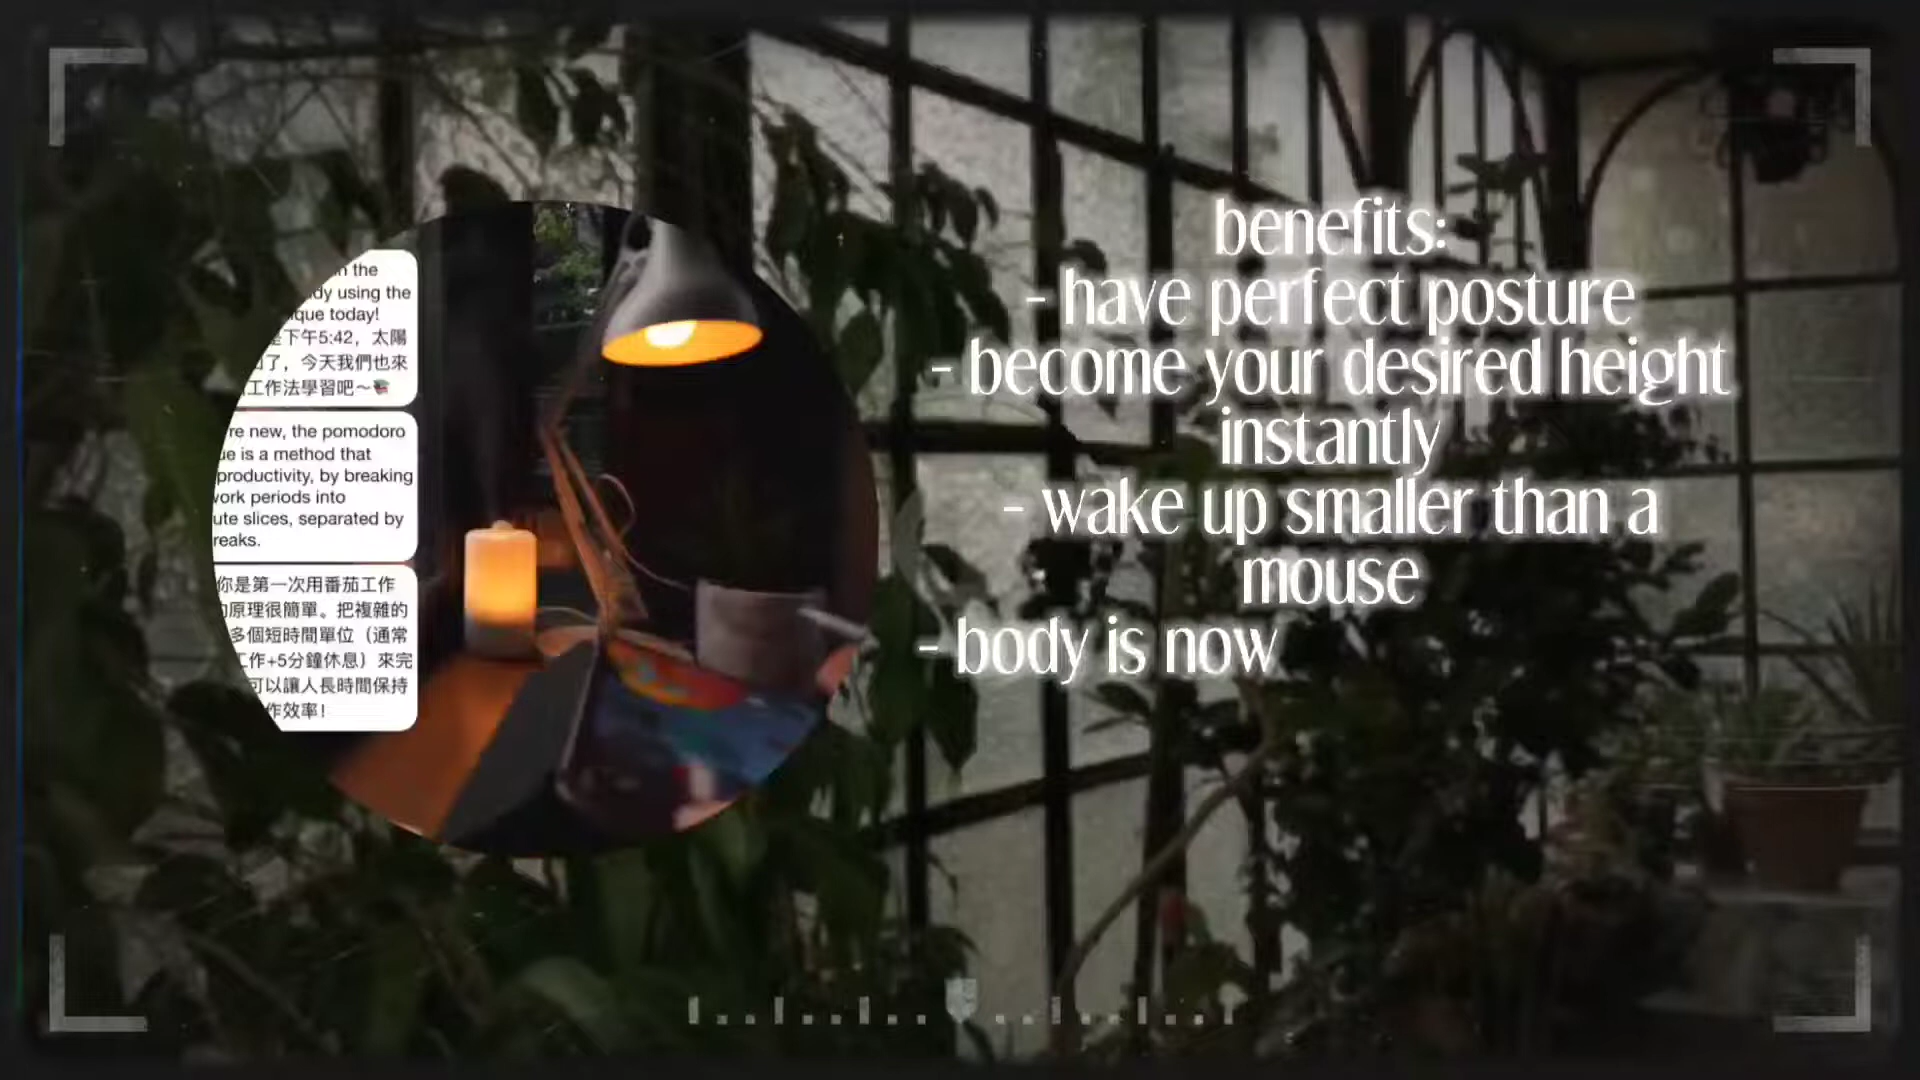 benefits:
- have perfect posture
- become your desired height
instantly
- wake up smaller than a
mouse
- body is now
the
using the
today!
下午5:42，太陽
了，今天我們也來
工作法學習吧～
new, the pomodoro
is a method that
productivity, by breaking
periods into
slices, separated by
你是第一次用番茄工作
原理很簡單。把複雜的
多個短時間單位（通常
工作+5分鐘休息）來完
可以讓人長時間保持
作效率！